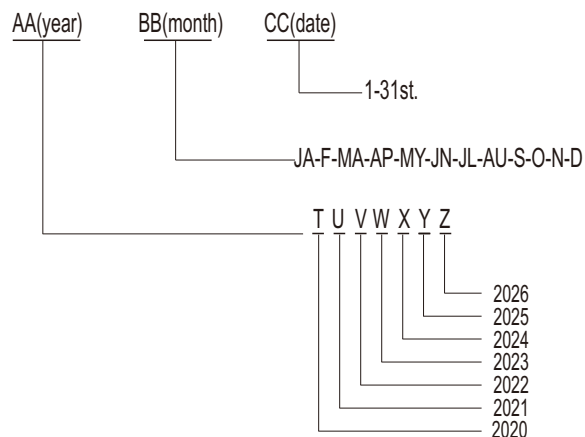 AA(year) BB(month) CC(date)
1-31st.
JA-F-MA-AP-MY-JN-JL-AU-S-O-N-D
T U V W X Y Z
2026
2025
2024
2023
2022
2021
2020